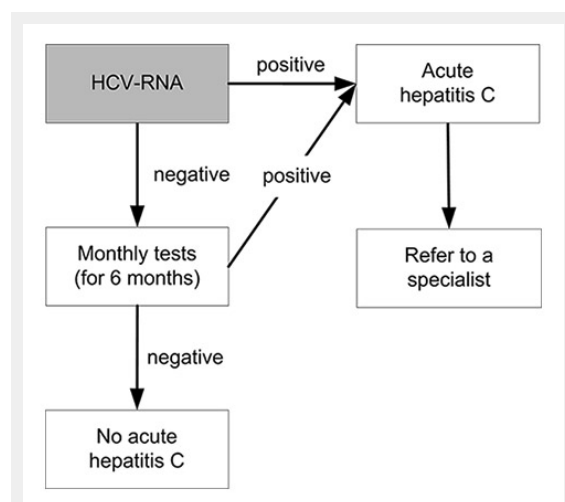 HCV-RNA
positive
Acute
hepatitis C
negative
positive
Monthly tests
(for 6 months)
Refer to a
specialist
negative
No acute
hepatitis C